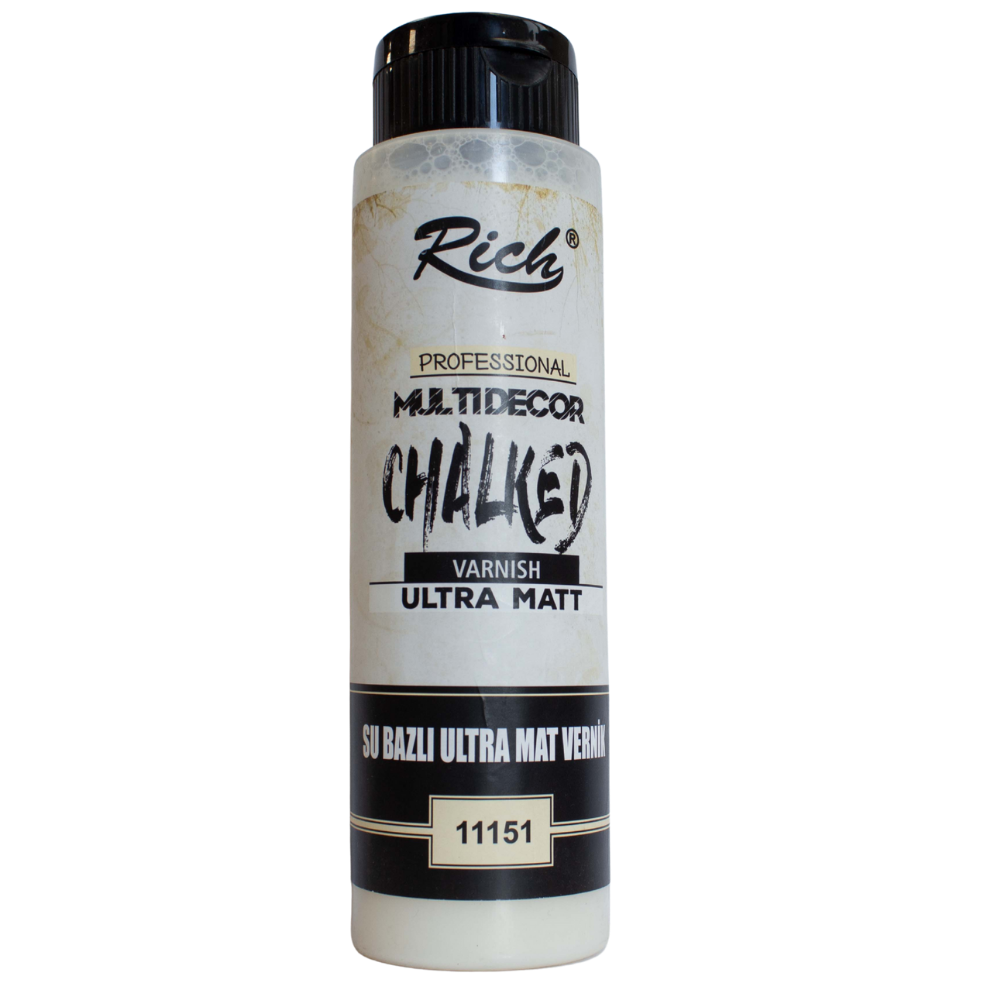 Rich®
PROFESSIONAL
MULTIDECOR
CHALKED
VARNISH
ULTRA MATT
SU BAZLI ULTRA MAT VERNİK
11151